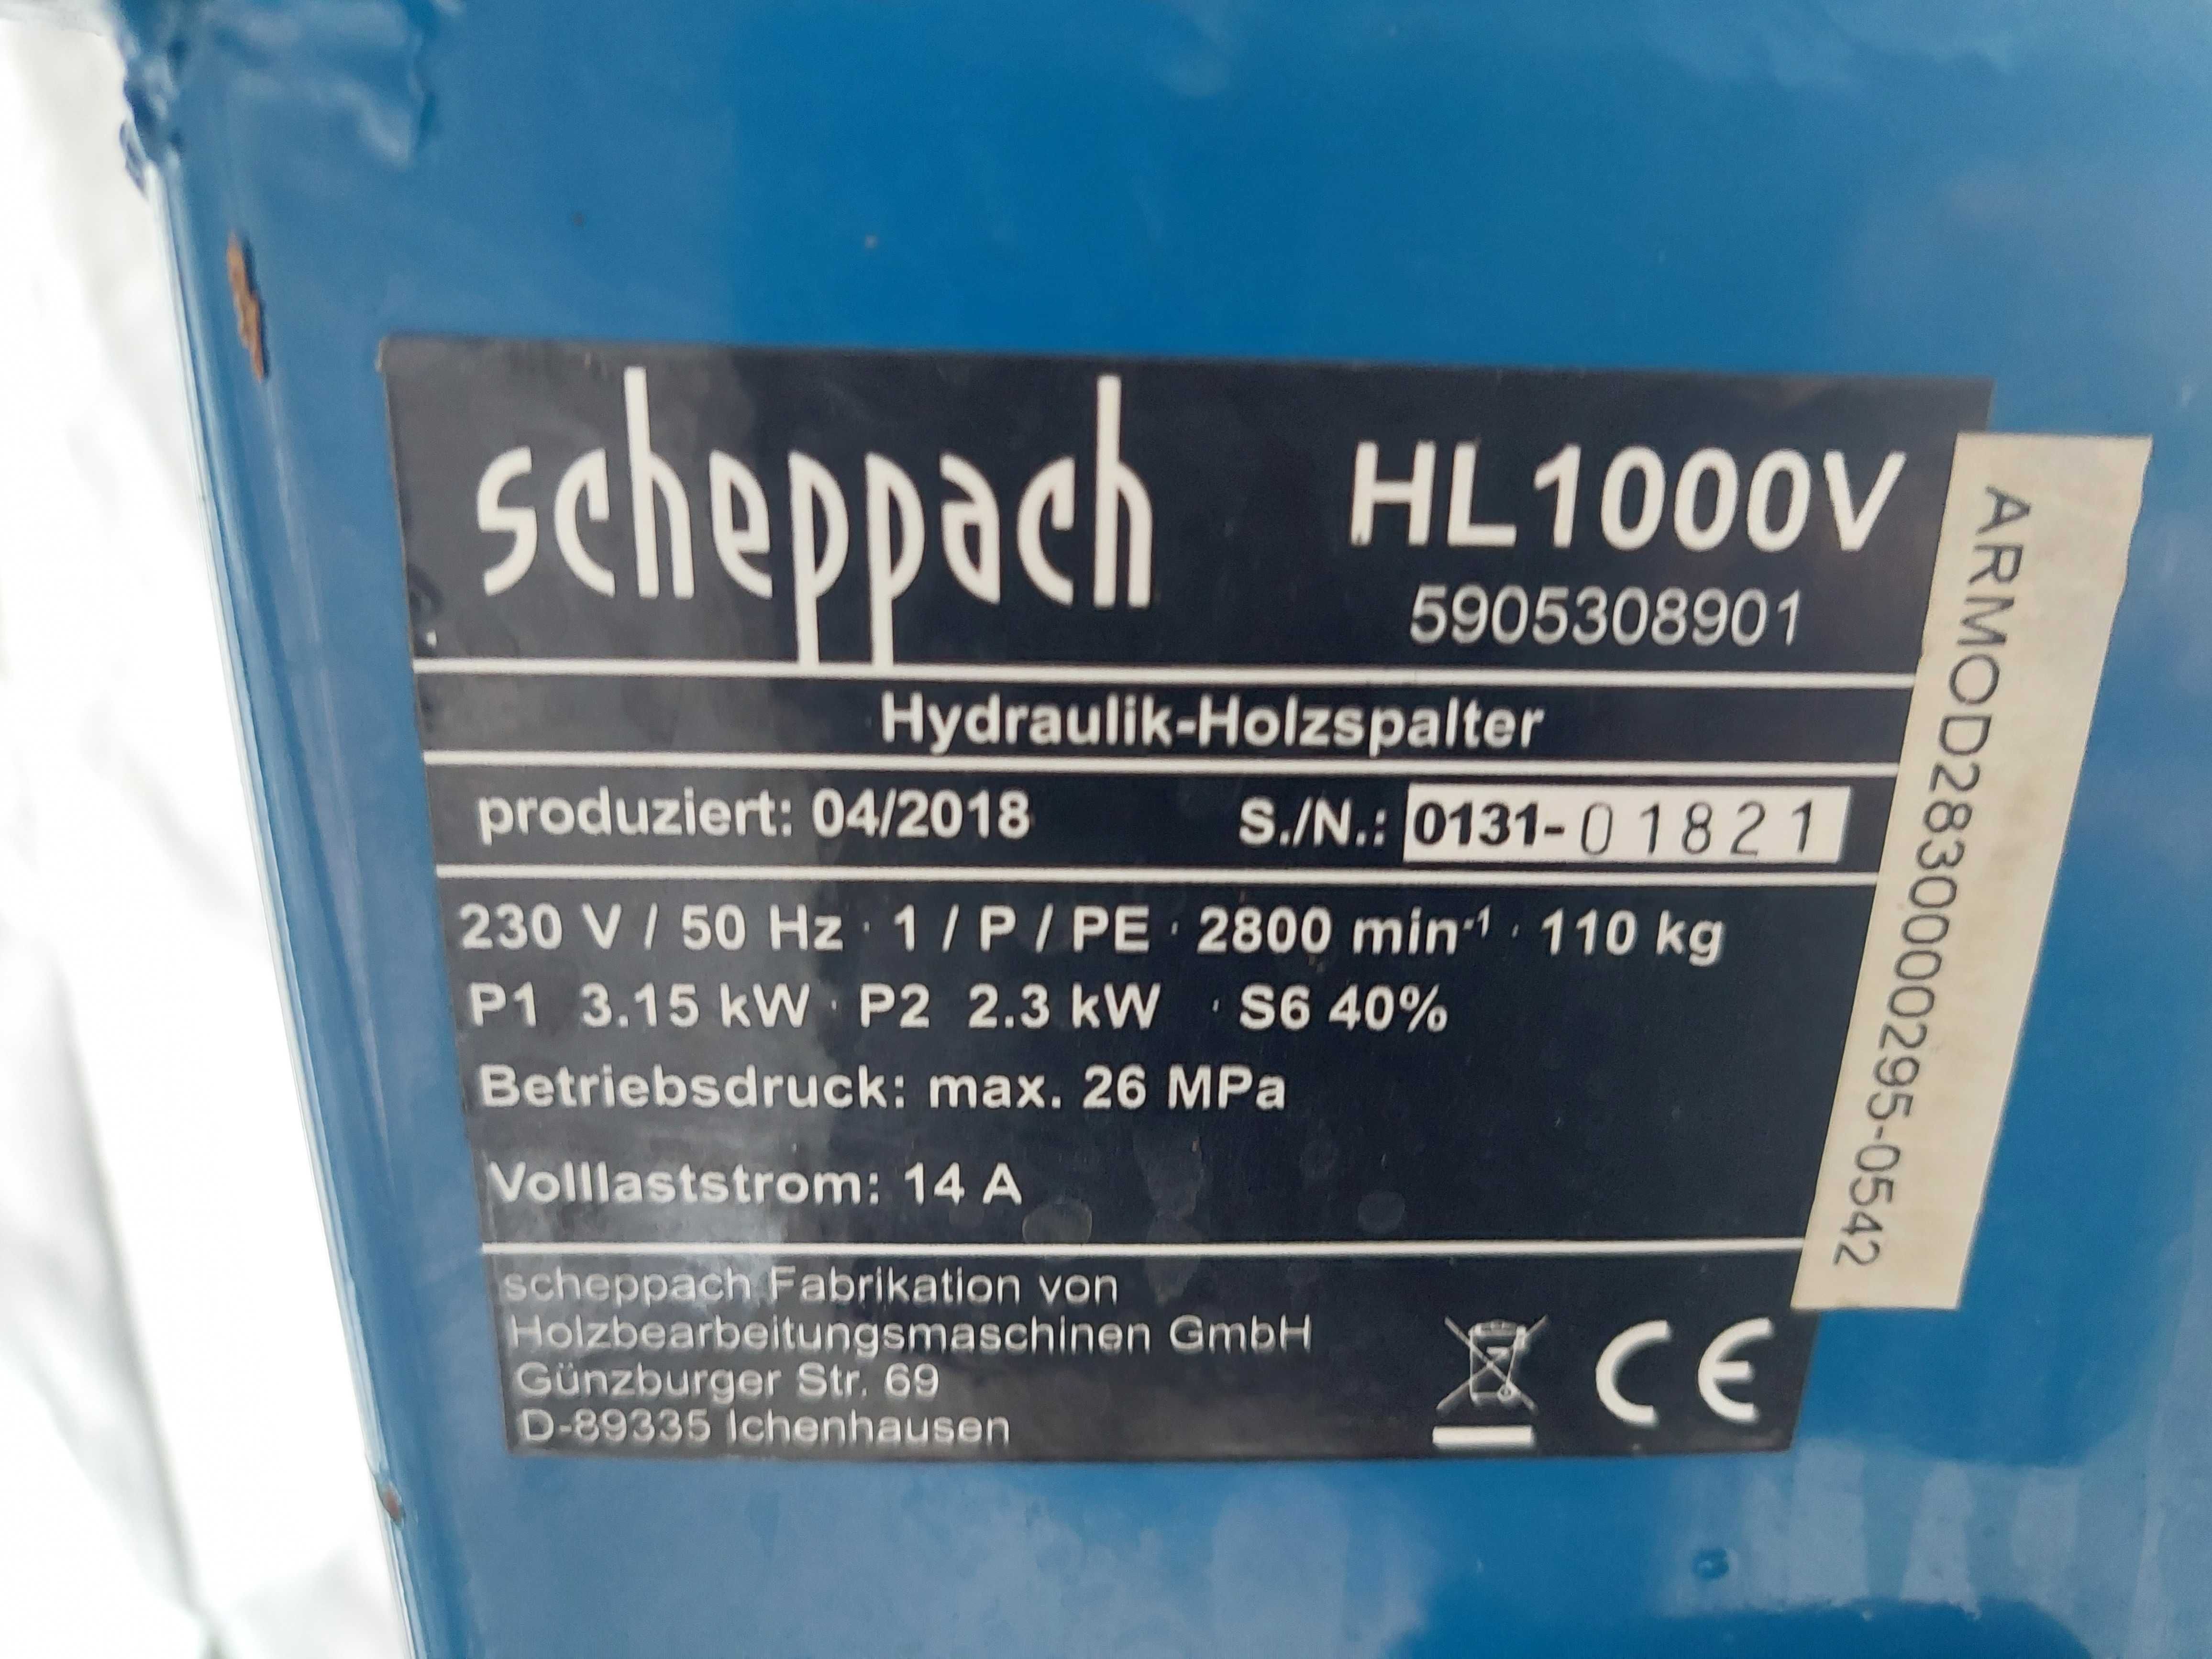 scheppach
HL1000V
5905308901
Hydraulik-Holzspalter
produziert: 04/2018 S./N.: 0131-01821
230 V / 50 Hz · 1 / P / PE · 2800 min⁻¹ · 110 kg
P1 3.15 kW · P2 2.3 kW · S6 40%
Betriebsdruck: max. 26 MPa
Volllaststrom: 14 A
scheppach Fabrikation von
Holzbearbeitungsmaschinen GmbH
Günzburger Str. 69
D-89335 Ichenhausen
CE
ARMOD28300000295-0542